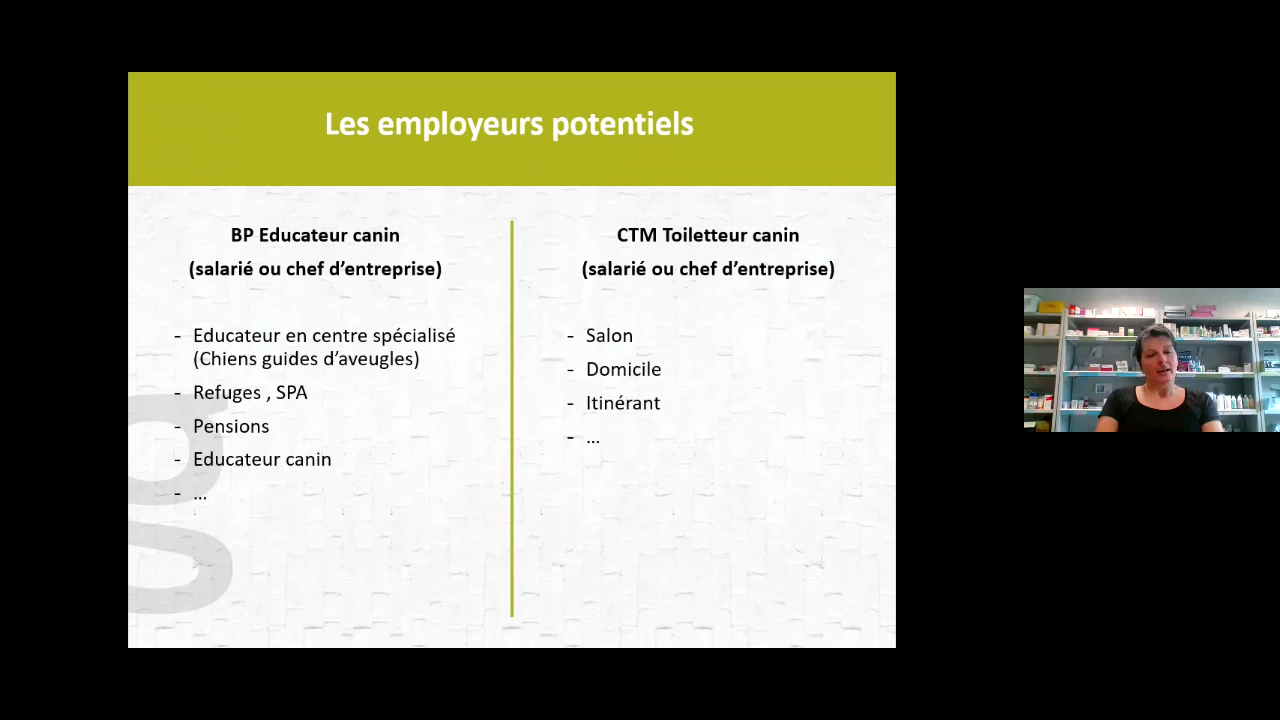 Les employeurs potentiels
BP Educateur canin
(salarié ou chef d’entreprise)
- Educateur en centre spécialisé
(Chiens guides d’aveugles)
- Refuges , SPA
- Pensions
- Educateur canin
- ...
CTM Toiletteur canin
(salarié ou chef d’entreprise)
- Salon
- Domicile
- Itinérant
- ...